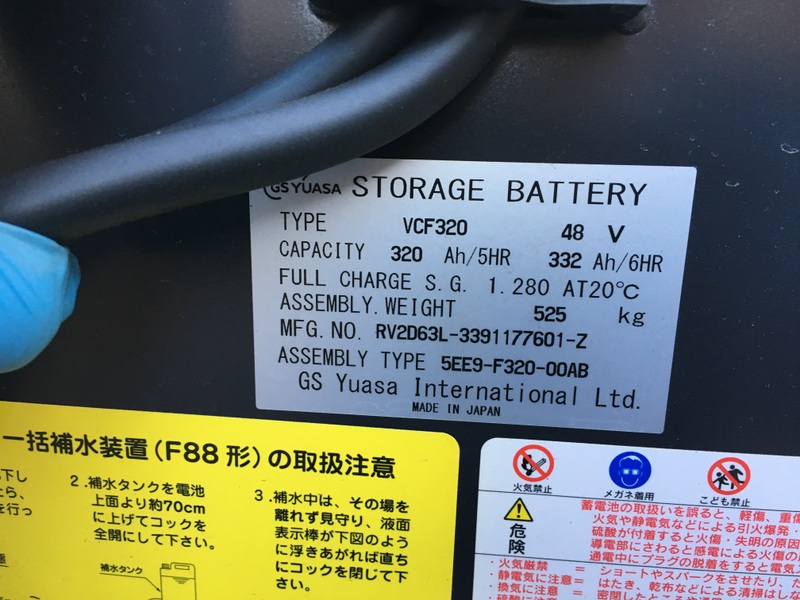 GS YUASA STORAGE BATTERY
TYPE VCF320 48 V
CAPACITY 320 Ah/5HR 332 Ah/6HR
FULL CHARGE S.G. 1.280 AT20℃
ASSEMBLY.WEIGHT 525 kg
MFG.NO. RV2D63L-3391177601-Z
ASSEMBLY TYPE 5EE9-F320-00AB
GS Yuasa International Ltd.
MADE IN JAPAN
一括補水装置(F88形)の取扱注意
2.補水タンクを電池
上面より約70cm
に上げてコックを
全開にして下さい。
補水タンク
3.補水中は、その場を
離れず見守り、液面
表示棒が下図のよう
に浮きあがれば直ち
にコックを閉じて下
さい。
火気禁止
メガネ着用
こども禁止
危険
蓄電池の取扱いを誤ると、軽傷、重傷
火気や静電気などによる引火爆発・
硫酸が付着すると火傷・失明の原因
導電部にさわると感電による火傷の
通電中にプラグの脱着をすると電気
・火気厳禁 = ショートやスパークをさせたり、
・静電気に注意= はたき、乾布などによる清掃はし
・換気に注意 = 密閉したところや